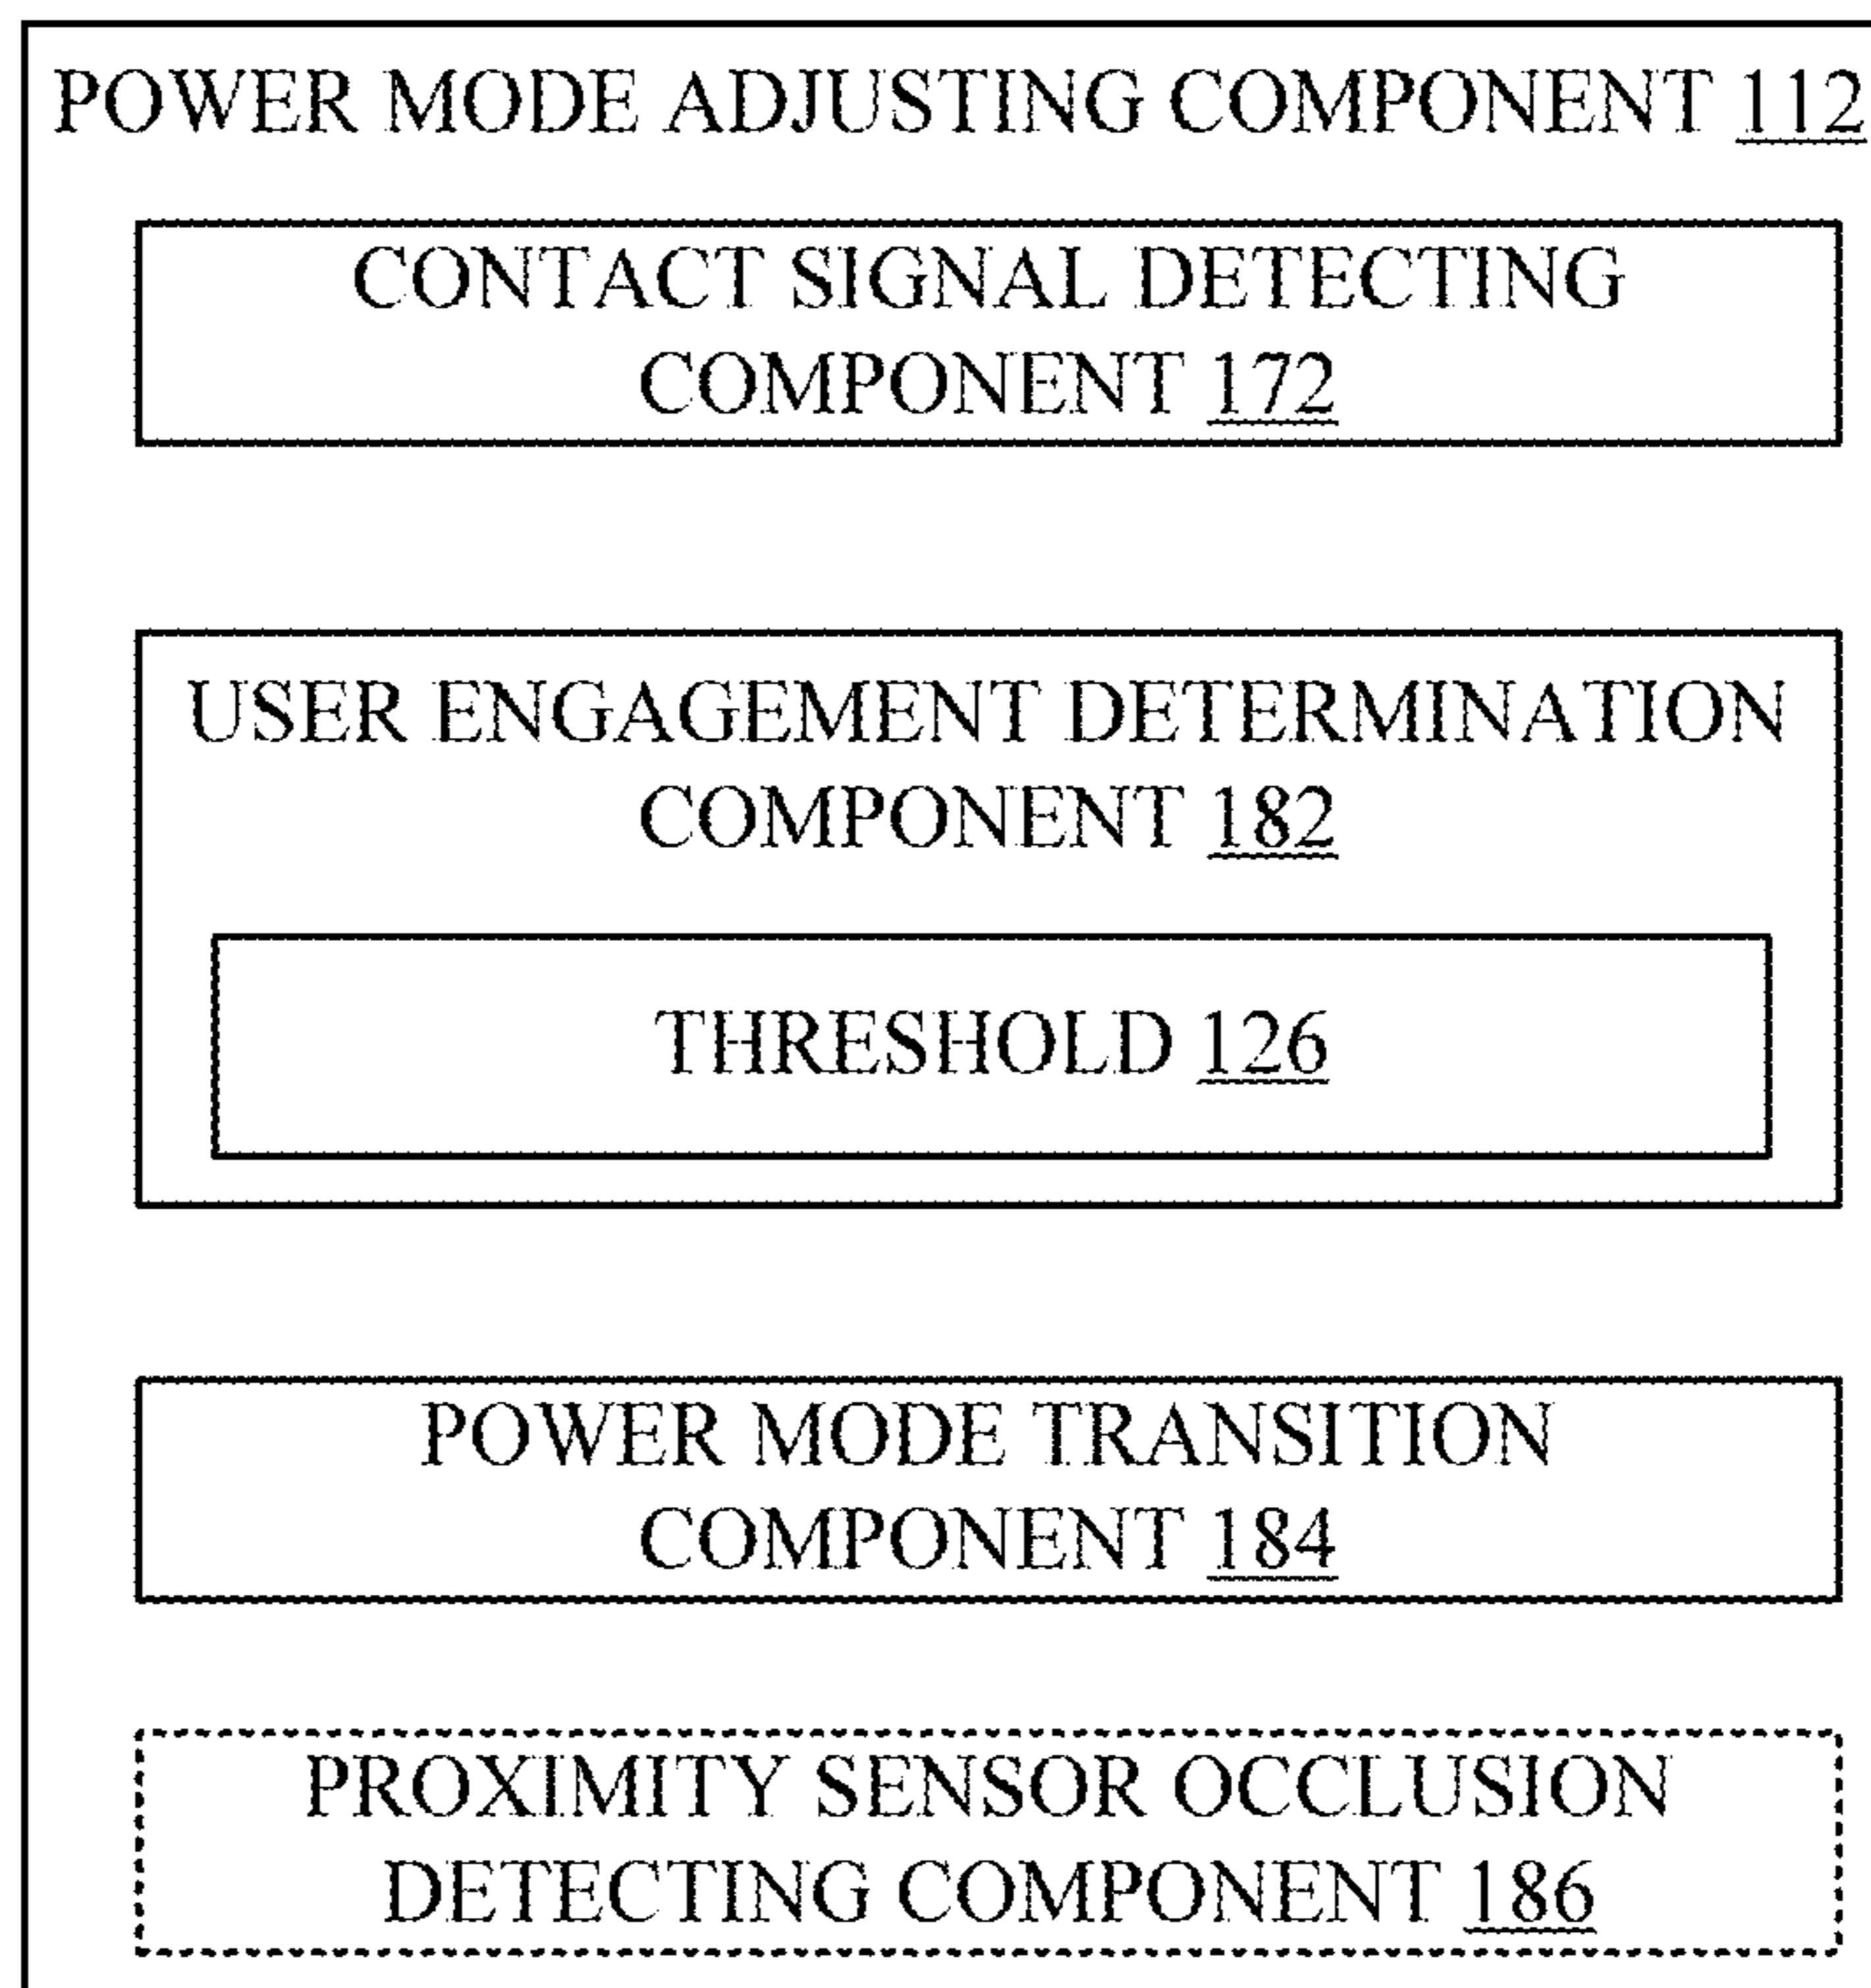 POWER MODE ADJUSTING COMPONENT 112
CONTACT SIGNAL DETECTING
COMPONENT 172
USER ENGAGEMENT DETERMINATION
COMPONENT 182
THRESHOLD 126
POWER MODE TRANSITION
COMPONENT 184
PROXIMITY SENSOR OCCLUSION
DETECTING COMPONENT 186